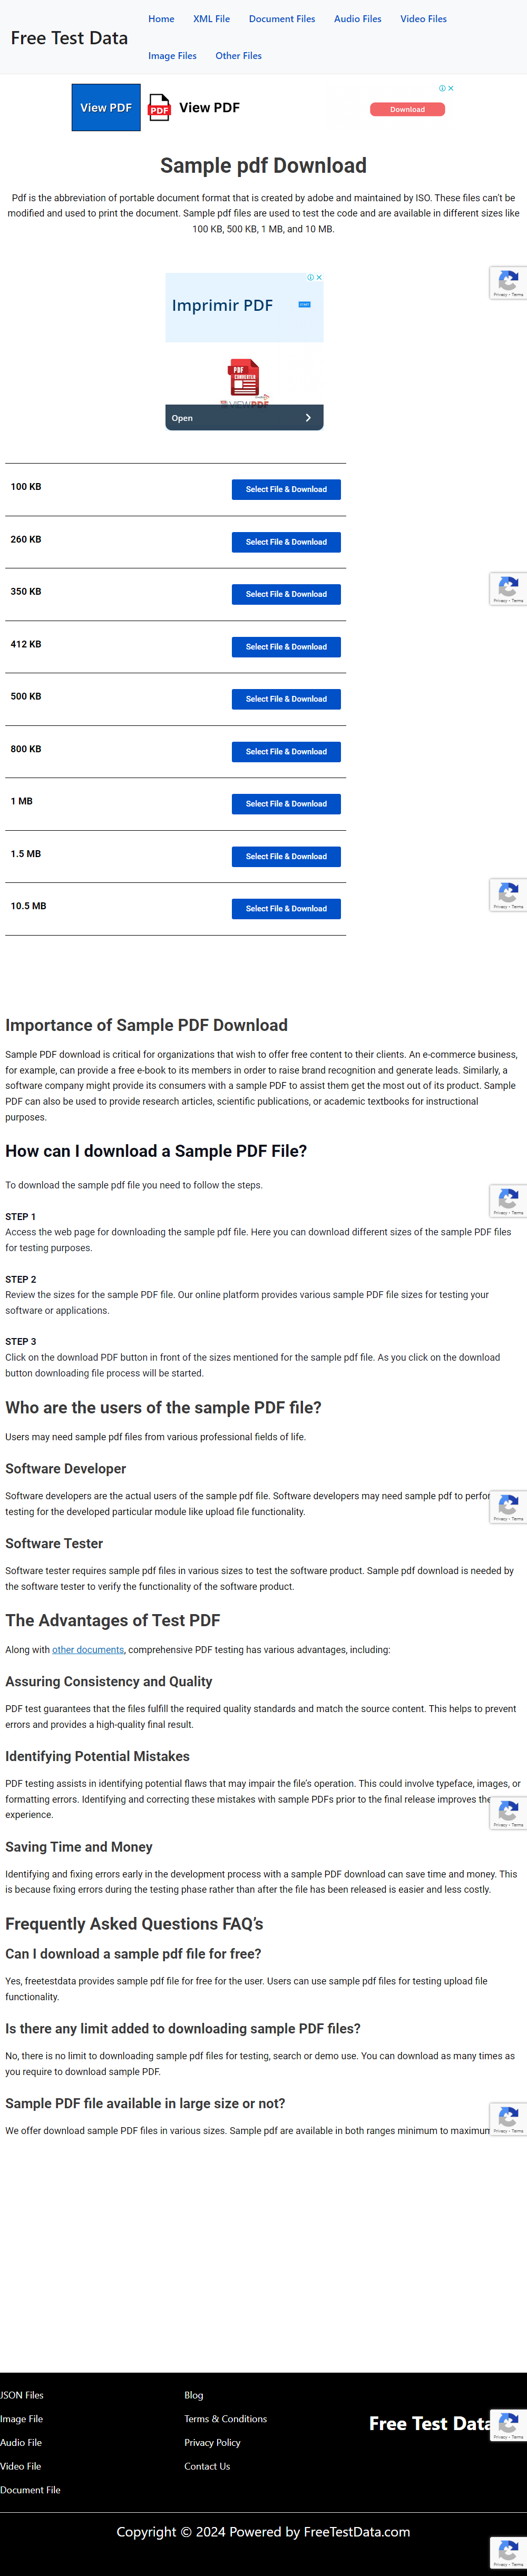 Free Test Data
Home XML File Document Files Audio Files Video Files
Image Files Other Files
View PDF
PDF
View PDF
Download
Sample pdf Download
Pdf is the abbreviation of portable document format that is created by adobe and maintained by ISO. These files can't be
modified and used to print the document. Sample pdf files are used to test the code and are available in different sizes like
100 KB, 500 KB, 1 MB, and 10 MB.
Imprimir PDF
PDF
CONVERTER
VIEWPDF
Open
Privacy - Terms
100 KB Select File & Download
260 KB Select File & Download
350 KB Select File & Download
Privacy - Terms
412 KB Select File & Download
500 KB Select File & Download
800 KB Select File & Download
1 MB Select File & Download
1.5 MB Select File & Download
10.5 MB Select File & Download
Privacy - Terms
Importance of Sample PDF Download
Sample PDF download is critical for organizations that wish to offer free content to their clients. An e-commerce business,
for example, can provide a free e-book to its members in order to raise brand recognition and generate leads. Similarly, a
software company might provide its consumers with a sample PDF to assist them get the most out of its product. Sample
PDF can also be used to provide research articles, scientific publications, or academic textbooks for instructional
purposes.
How can I download a Sample PDF File?
To download the sample pdf file you need to follow the steps.
Privacy - Terms
STEP 1
Access the web page for downloading the sample pdf file. Here you can download different sizes of the sample PDF files
for testing purposes.
STEP 2
Review the sizes for the sample PDF file. Our online platform provides various sample PDF file sizes for testing your
software or applications.
STEP 3
Click on the download PDF button in front of the sizes mentioned for the sample pdf file. As you click on the download
button downloading file process will be started.
Who are the users of the sample PDF file?
Users may need sample pdf files from various professional fields of life.
Software Developer
Software developers are the actual users of the sample pdf file. Software developers may need sample pdf to perfor
testing for the developed particular module like upload file functionality.
Privacy - Terms
Software Tester
Software tester requires sample pdf files in various sizes to test the software product. Sample pdf download is needed by
the software tester to verify the functionality of the software product.
The Advantages of Test PDF
Along with other documents, comprehensive PDF testing has various advantages, including:
Assuring Consistency and Quality
PDF test guarantees that the files fulfill the required quality standards and match the source content. This helps to prevent
errors and provides a high-quality final result.
Identifying Potential Mistakes
PDF testing assists in identifying potential flaws that may impair the file's operation. This could involve typeface, images, or
formatting errors. Identifying and correcting these mistakes with sample PDFs prior to the final release improves the
experience.
Privacy - Terms
Saving Time and Money
Identifying and fixing errors early in the development process with a sample PDF download can save time and money. This
is because fixing errors during the testing phase rather than after the file has been released is easier and less costly.
Frequently Asked Questions FAQ's
Can I download a sample pdf file for free?
Yes, freetestdata provides sample pdf file for free for the user. Users can use sample pdf files for testing upload file
functionality.
Is there any limit added to downloading sample PDF files?
No, there is no limit to downloading sample pdf files for testing, search or demo use. You can download as many times as
you require to download sample PDF.
Sample PDF file available in large size or not?
We offer download sample PDF files in various sizes. Sample pdf are available in both ranges minimum to maximum
Privacy - Terms
JSON Files
Image File
Audio File
Video File
Document File
Blog
Terms & Conditions
Privacy Policy
Contact Us
Free Test Data
Privacy - Terms
Copyright © 2024 Powered by FreeTestData.com
Privacy - Terms